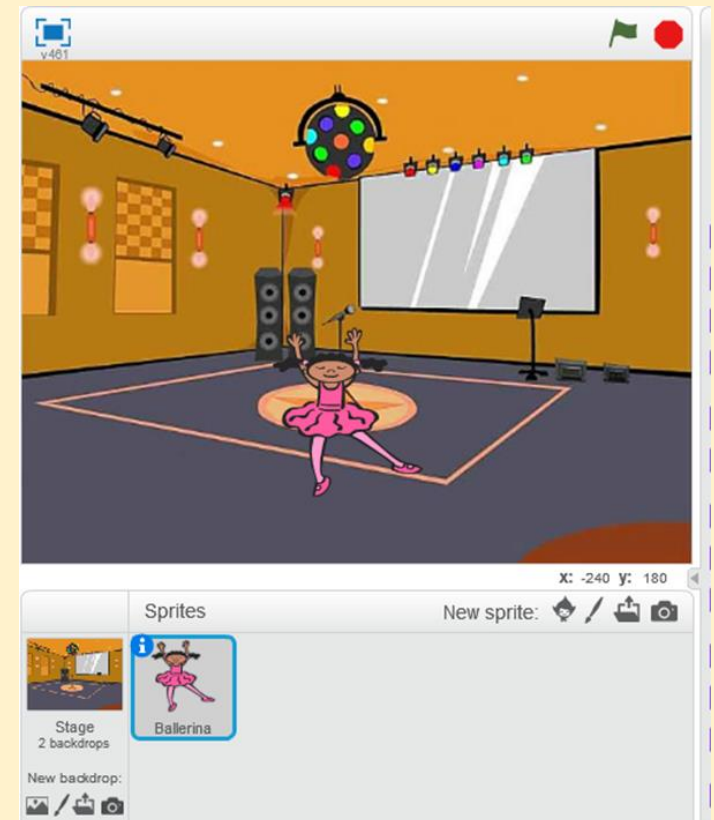 v461
X: -240 y: 180
Sprites
New sprite:
Stage
2 backdrops
Ballerina
New backdrop: